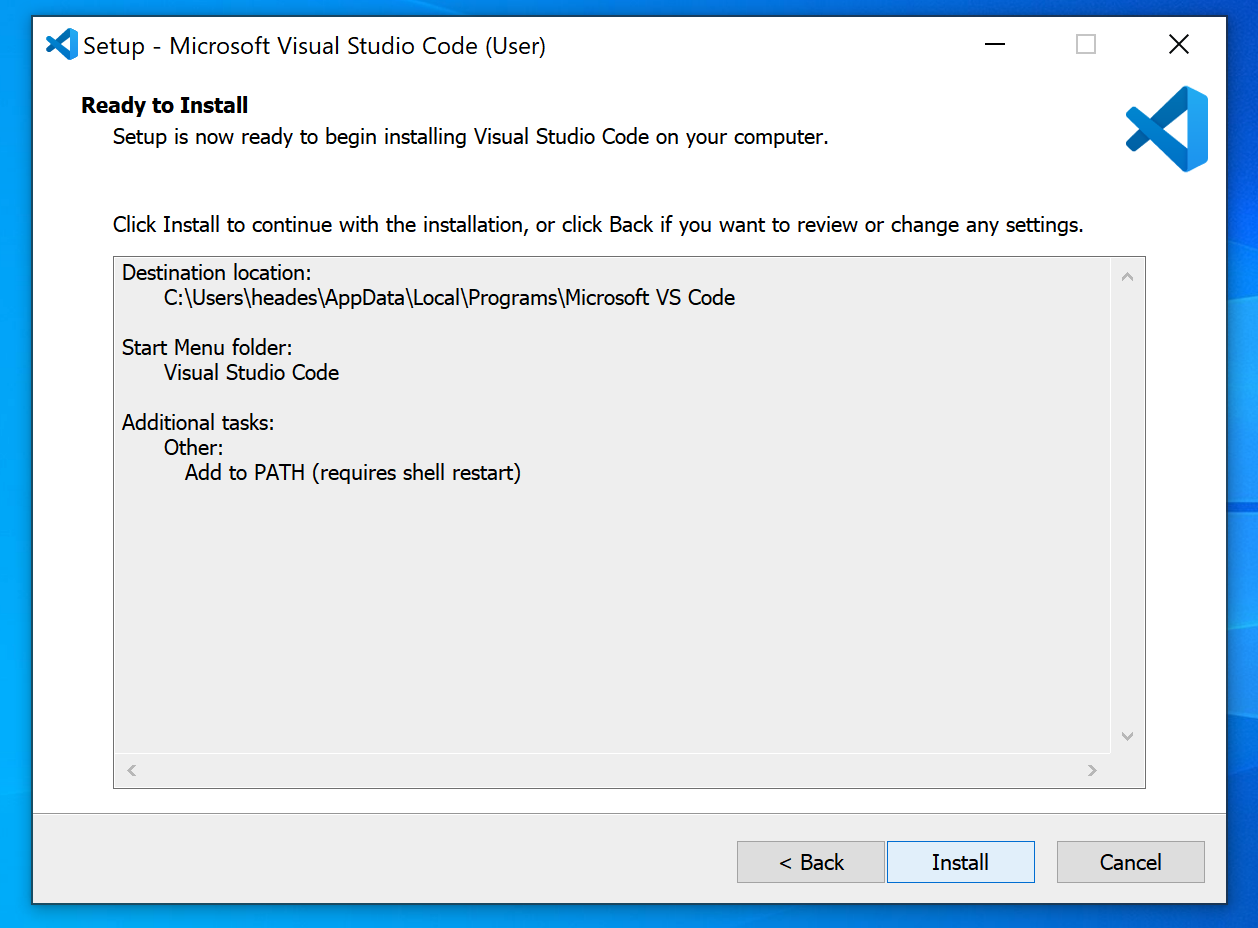 Setup - Microsoft Visual Studio Code (User)
Ready to Install
Setup is now ready to begin installing Visual Studio Code on your computer.
Click Install to continue with the installation, or click Back if you want to review or change any settings.
Destination location:
C:\Users\heades\AppData\Local\Programs\Microsoft VS Code
Start Menu folder:
Visual Studio Code
Additional tasks:
Other:
Add to PATH (requires shell restart)
< Back
Install
Cancel